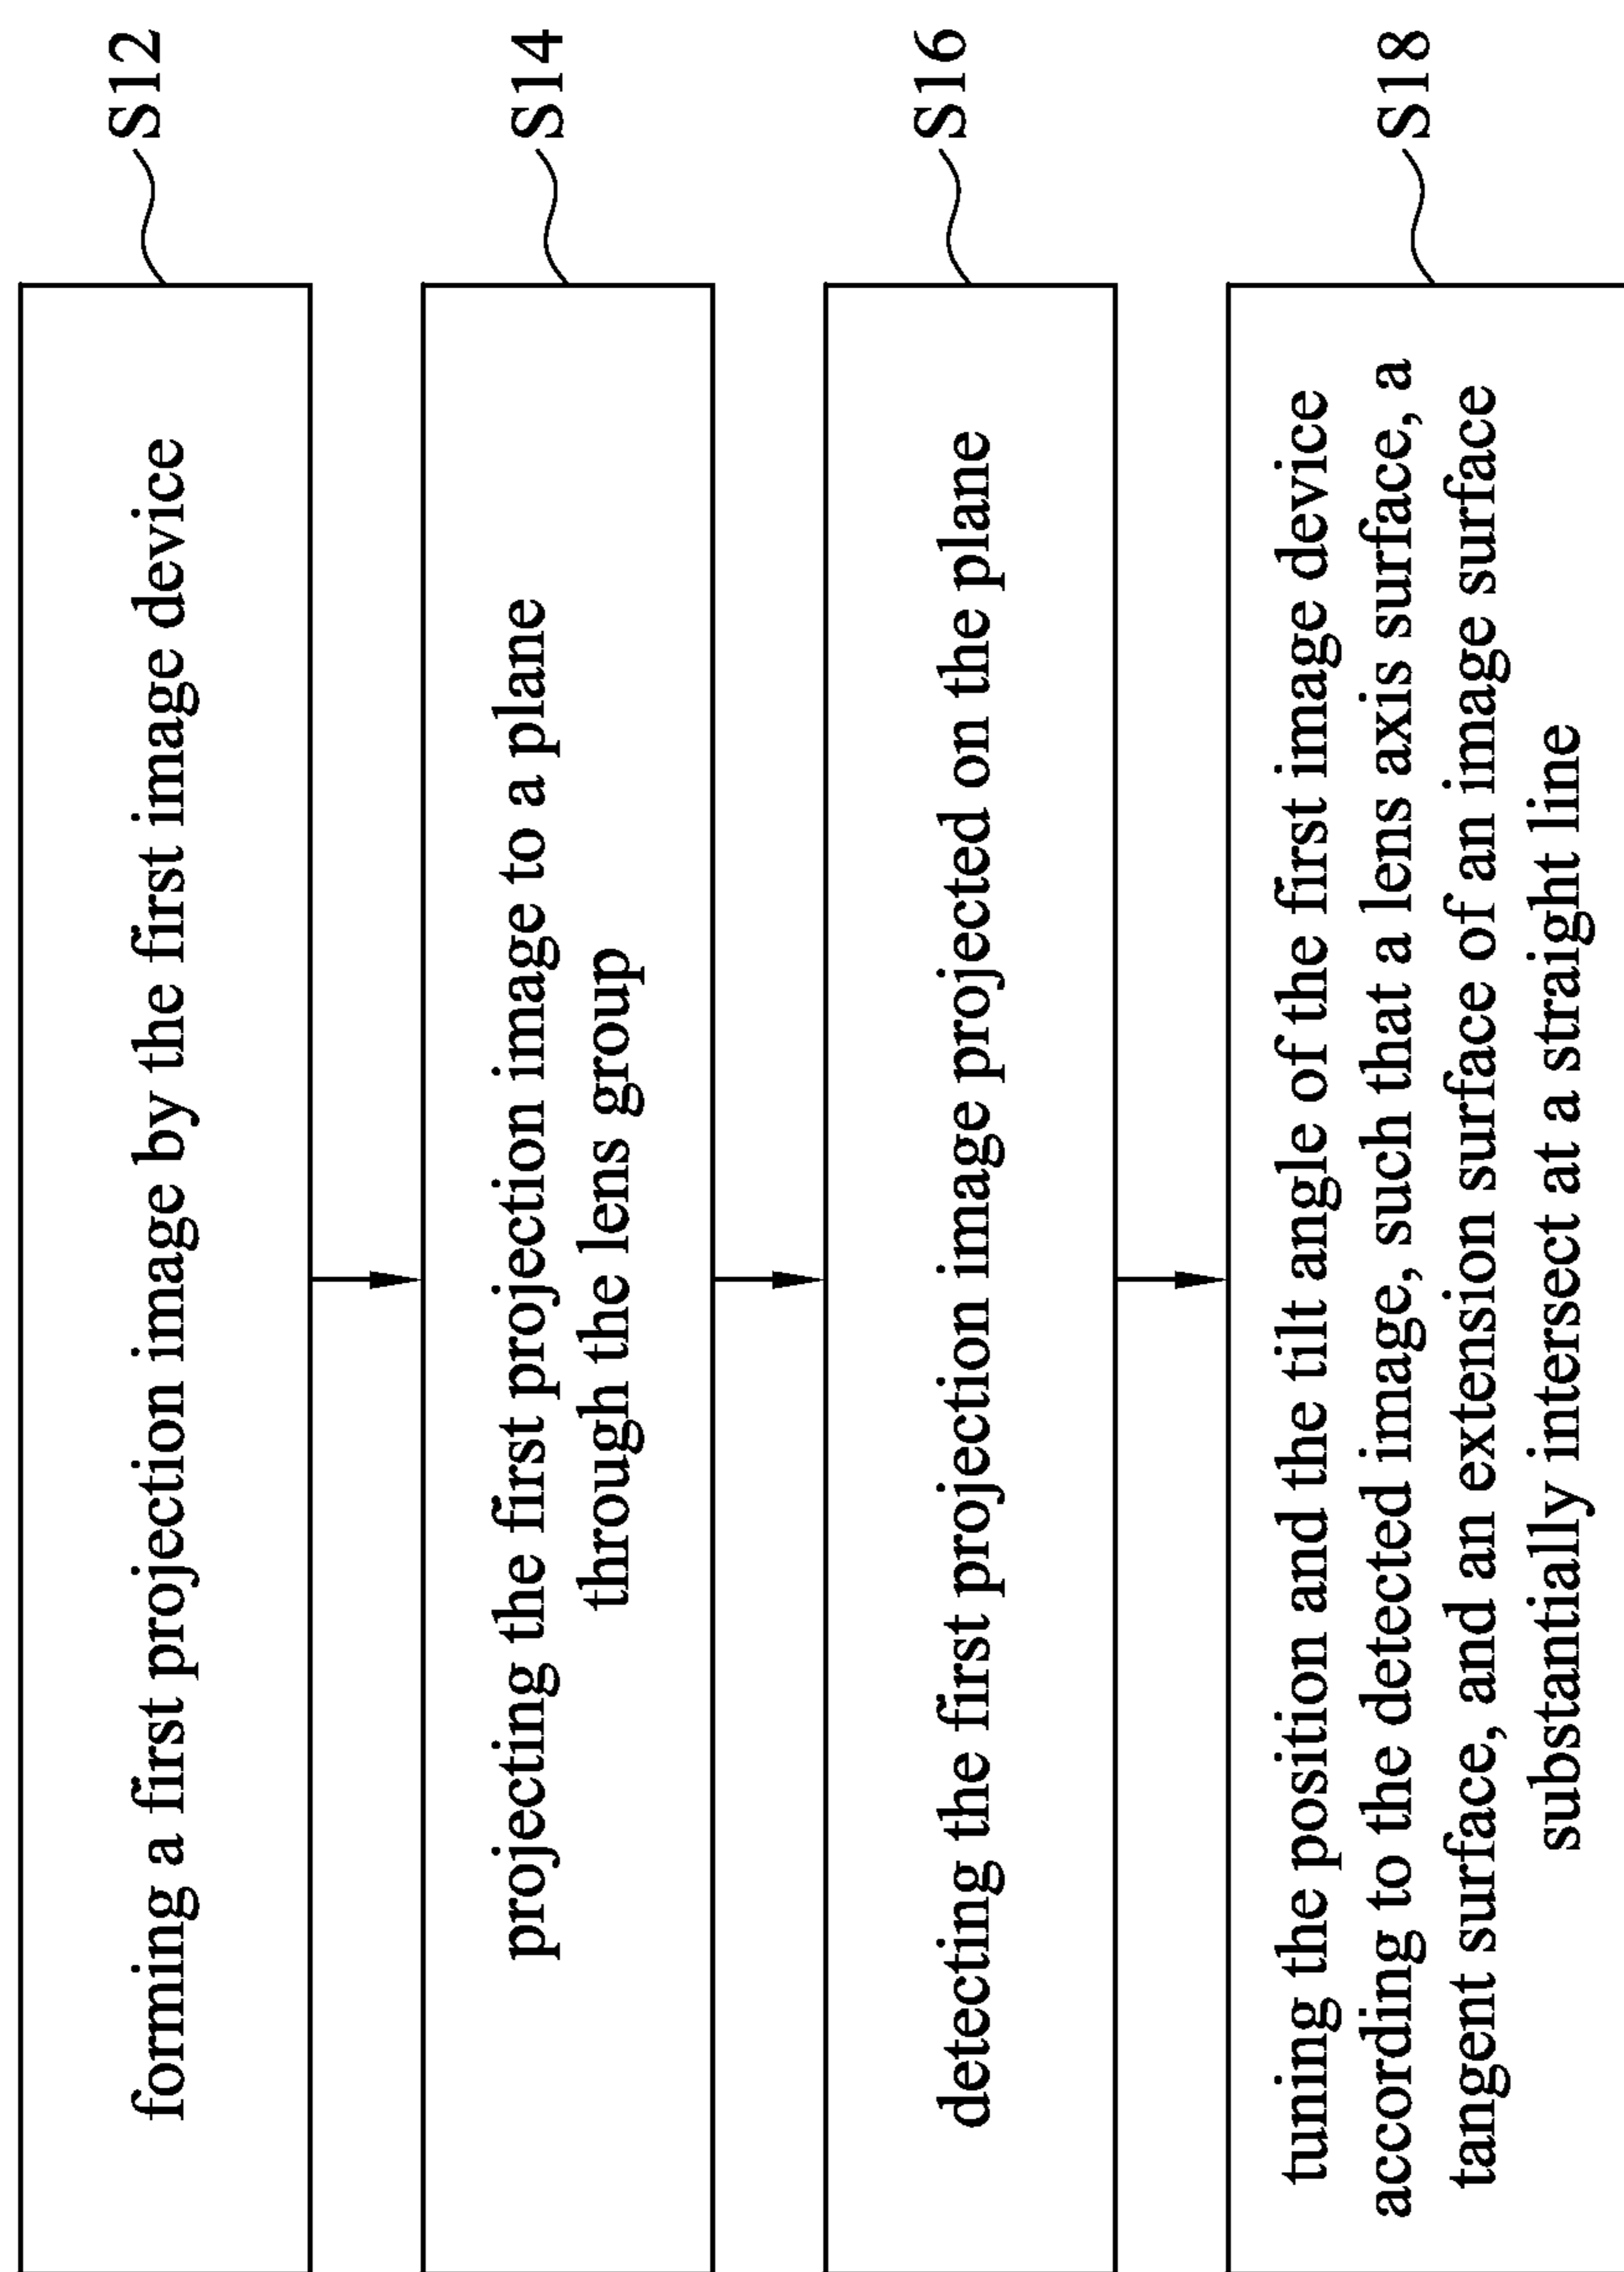 forming a first projection image by the first image device
S12
projecting the first projection image to a plane
through the lens group
S14
detecting the first projection image projected on the plane
S16
tuning the position and the tilt angle of the first image device
according to the detected image, such that a lens axis surface, a
tangent surface, and an extension surface of an image surface
substantially intersect at a straight line
S18